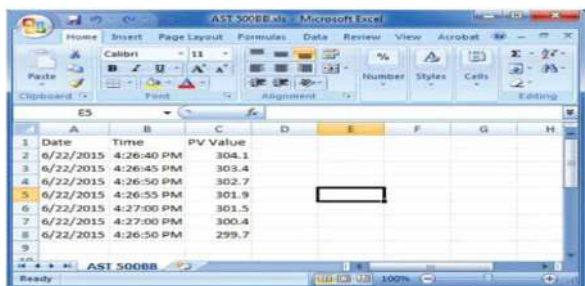 AST 500BB.xls - Microsoft Excel
Home Insert Page Layout Formulas Data Review View Acrobat
Calibri 11
Paste B I U A A % Number A Styles Cells Σ
Clipboard Font Alignment Editing
E5 fx
A B C D E F G H
1 Date Time PV Value
2 6/22/2015 4:26:40 PM 304.1
3 6/22/2015 4:26:45 PM 303.4
4 6/22/2015 4:26:50 PM 302.7
5 6/22/2015 4:26:55 PM 301.9
6 6/22/2015 4:27:00 PM 301.5
7 6/22/2015 4:27:00 PM 300.4
8 6/22/2015 4:26:50 PM 299.7
9
AST 500BB
Ready 100%